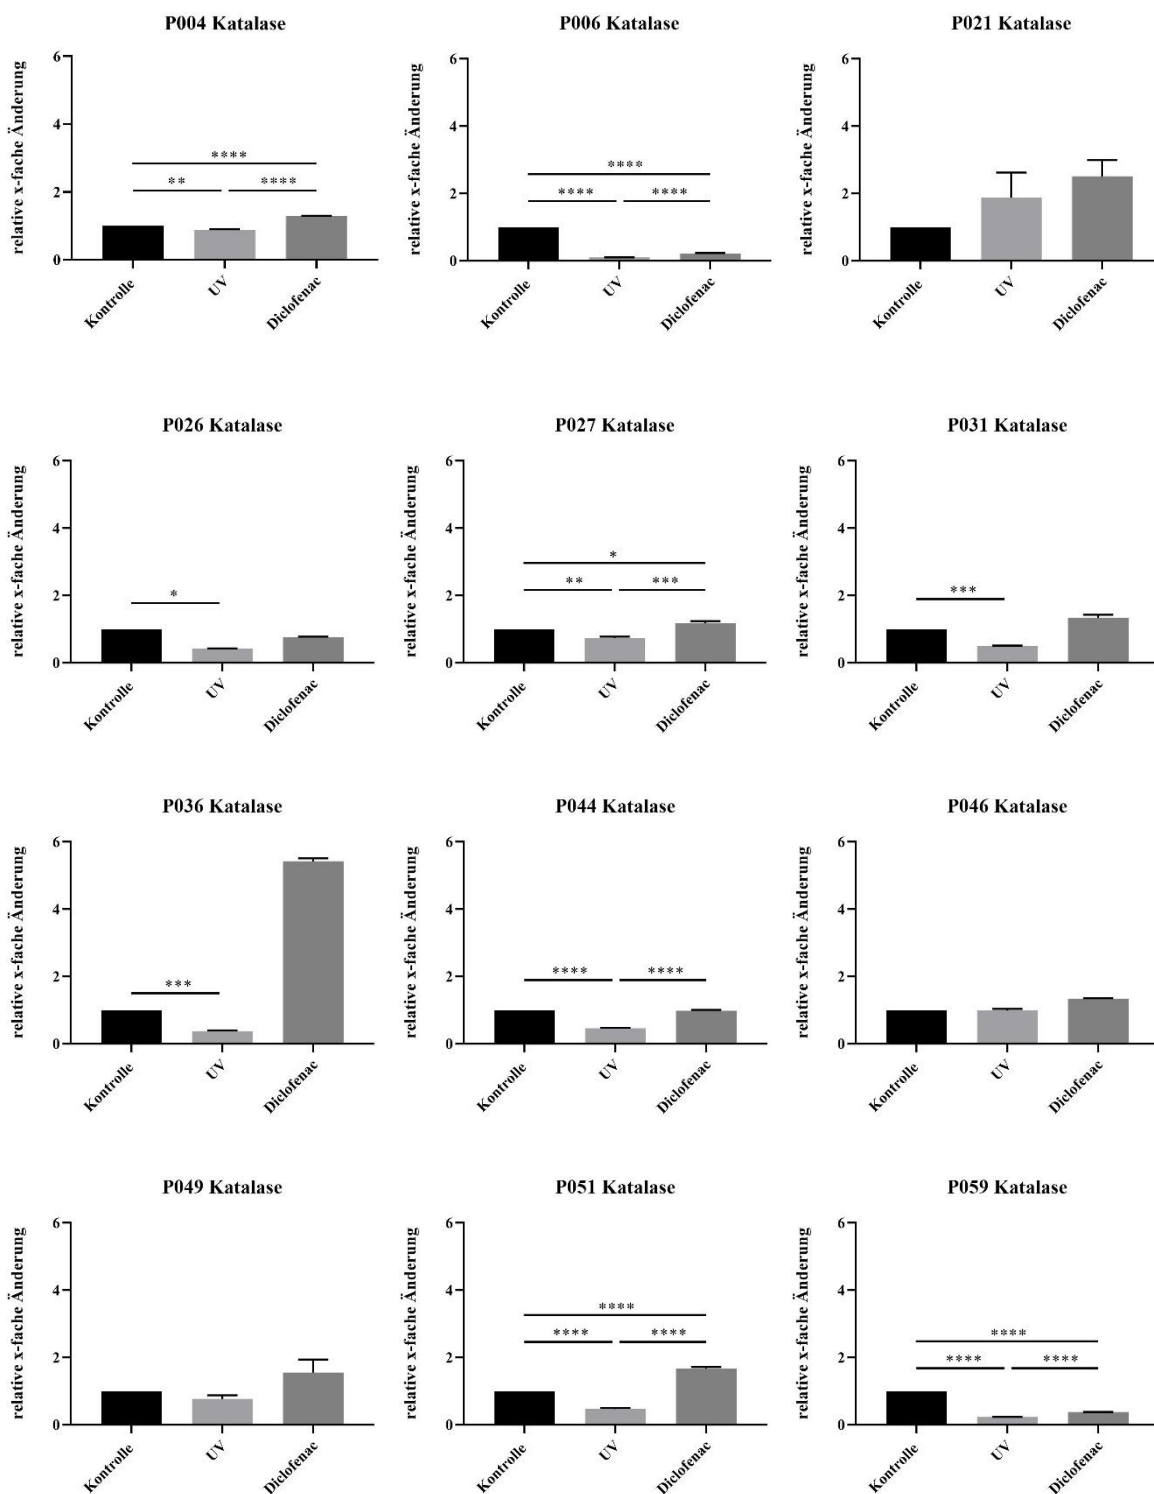 P004 Katalase
relative x-fache Änderung
6
4
2
0
****
** ****
Kontrolle
UV
Diclofenac
P006 Katalase
relative x-fache Änderung
6
4
2
0
****
**** ****
Kontrolle
UV
Diclofenac
P021 Katalase
relative x-fache Änderung
6
4
2
0
Kontrolle
UV
Diclofenac
P026 Katalase
relative x-fache Änderung
6
4
2
0
*
Kontrolle
UV
Diclofenac
P027 Katalase
relative x-fache Änderung
6
4
2
0
*
** ***
Kontrolle
UV
Diclofenac
P031 Katalase
relative x-fache Änderung
6
4
2
0
***
Kontrolle
UV
Diclofenac
P036 Katalase
relative x-fache Änderung
6
4
2
0
***
Kontrolle
UV
Diclofenac
P044 Katalase
relative x-fache Änderung
6
4
2
0
**** ****
Kontrolle
UV
Diclofenac
P046 Katalase
relative x-fache Änderung
6
4
2
0
Kontrolle
UV
Diclofenac
P049 Katalase
relative x-fache Änderung
6
4
2
0
Kontrolle
UV
Diclofenac
P051 Katalase
relative x-fache Änderung
6
4
2
0
****
**** ****
Kontrolle
UV
Diclofenac
P059 Katalase
relative x-fache Änderung
6
4
2
0
****
**** ****
Kontrolle
UV
Diclofenac